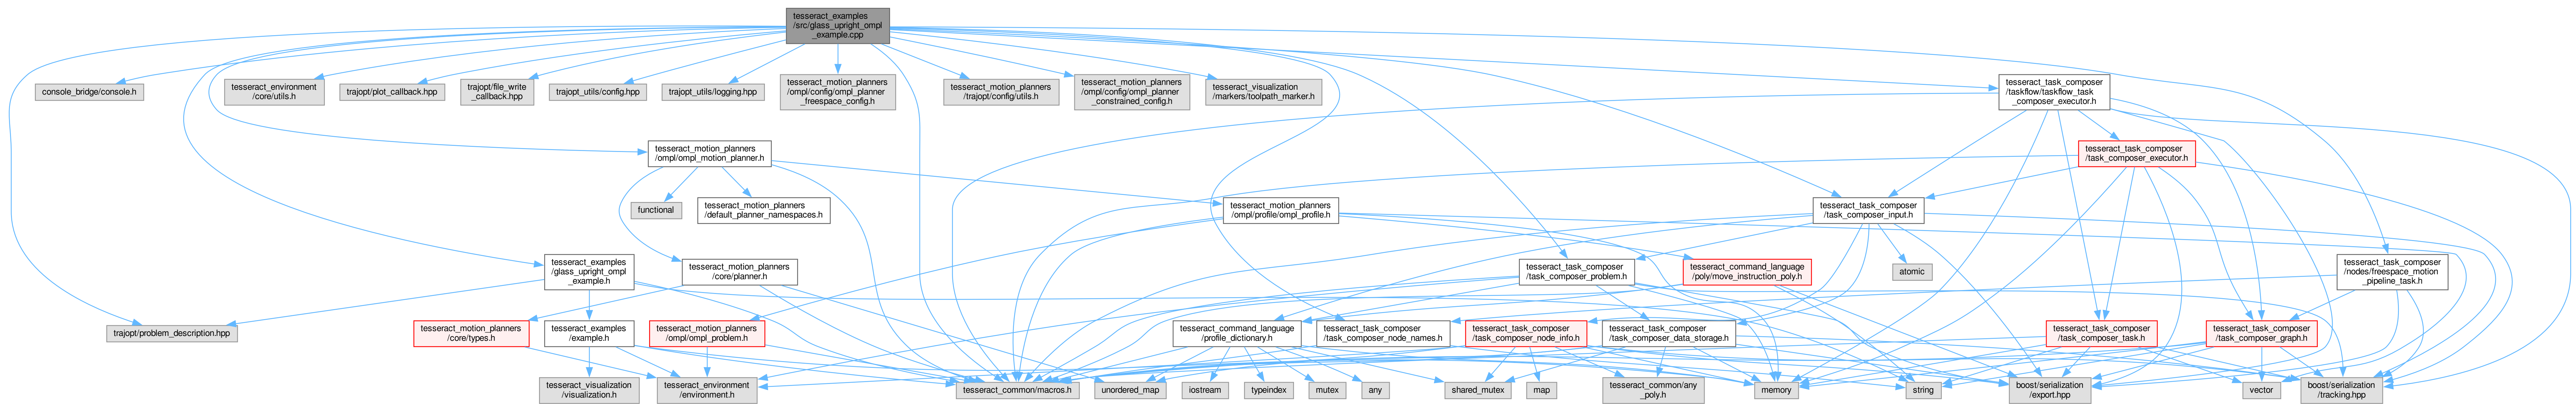 tesseract_examples
/src/glass_upright_ompl
_example.cpp
console_bridge/console.h
tesseract_environment
/core/utils.h
trajopt/plot_callback.hpp
trajopt/file_write
_callback.hpp
trajopt_utils/config.hpp
trajopt_utils/logging.hpp
tesseract_motion_planners
/ompl/config/ompl_planner
_freespace_config.h
tesseract_motion_planners
/trajopt/config/utils.h
tesseract_motion_planners
/ompl/config/ompl_planner
_constrained_config.h
tesseract_visualization
/markers/toolpath_marker.h
tesseract_task_composer
/taskflow/taskflow_task
_composer_executor.h
tesseract_motion_planners
/ompl/ompl_motion_planner.h
tesseract_task_composer
/task_composer_executor.h
functional
tesseract_motion_planners
/default_planner_namespaces.h
tesseract_motion_planners
/ompl/profile/ompl_profile.h
tesseract_task_composer
/task_composer_input.h
tesseract_examples
/glass_upright_ompl
_example.h
tesseract_motion_planners
/core/planner.h
tesseract_task_composer
/task_composer_problem.h
tesseract_command_language
/poly/move_instruction_poly.h
atomic
tesseract_task_composer
/nodes/freespace_motion
_pipeline_task.h
trajopt/problem_description.hpp
tesseract_motion_planners
/core/types.h
tesseract_examples
/example.h
tesseract_motion_planners
/ompl/ompl_problem.h
tesseract_command_language
/profile_dictionary.h
tesseract_task_composer
/task_composer_node_names.h
tesseract_task_composer
/task_composer_node_info.h
tesseract_task_composer
/task_composer_data_storage.h
tesseract_task_composer
/task_composer_task.h
tesseract_task_composer
/task_composer_graph.h
tesseract_visualization
/visualization.h
tesseract_environment
/environment.h
tesseract_common/macros.h
unordered_map
iostream
typeindex
mutex
any
shared_mutex
map
tesseract_common/any
_poly.h
memory
string
boost/serialization
/export.hpp
vector
boost/serialization
/tracking.hpp